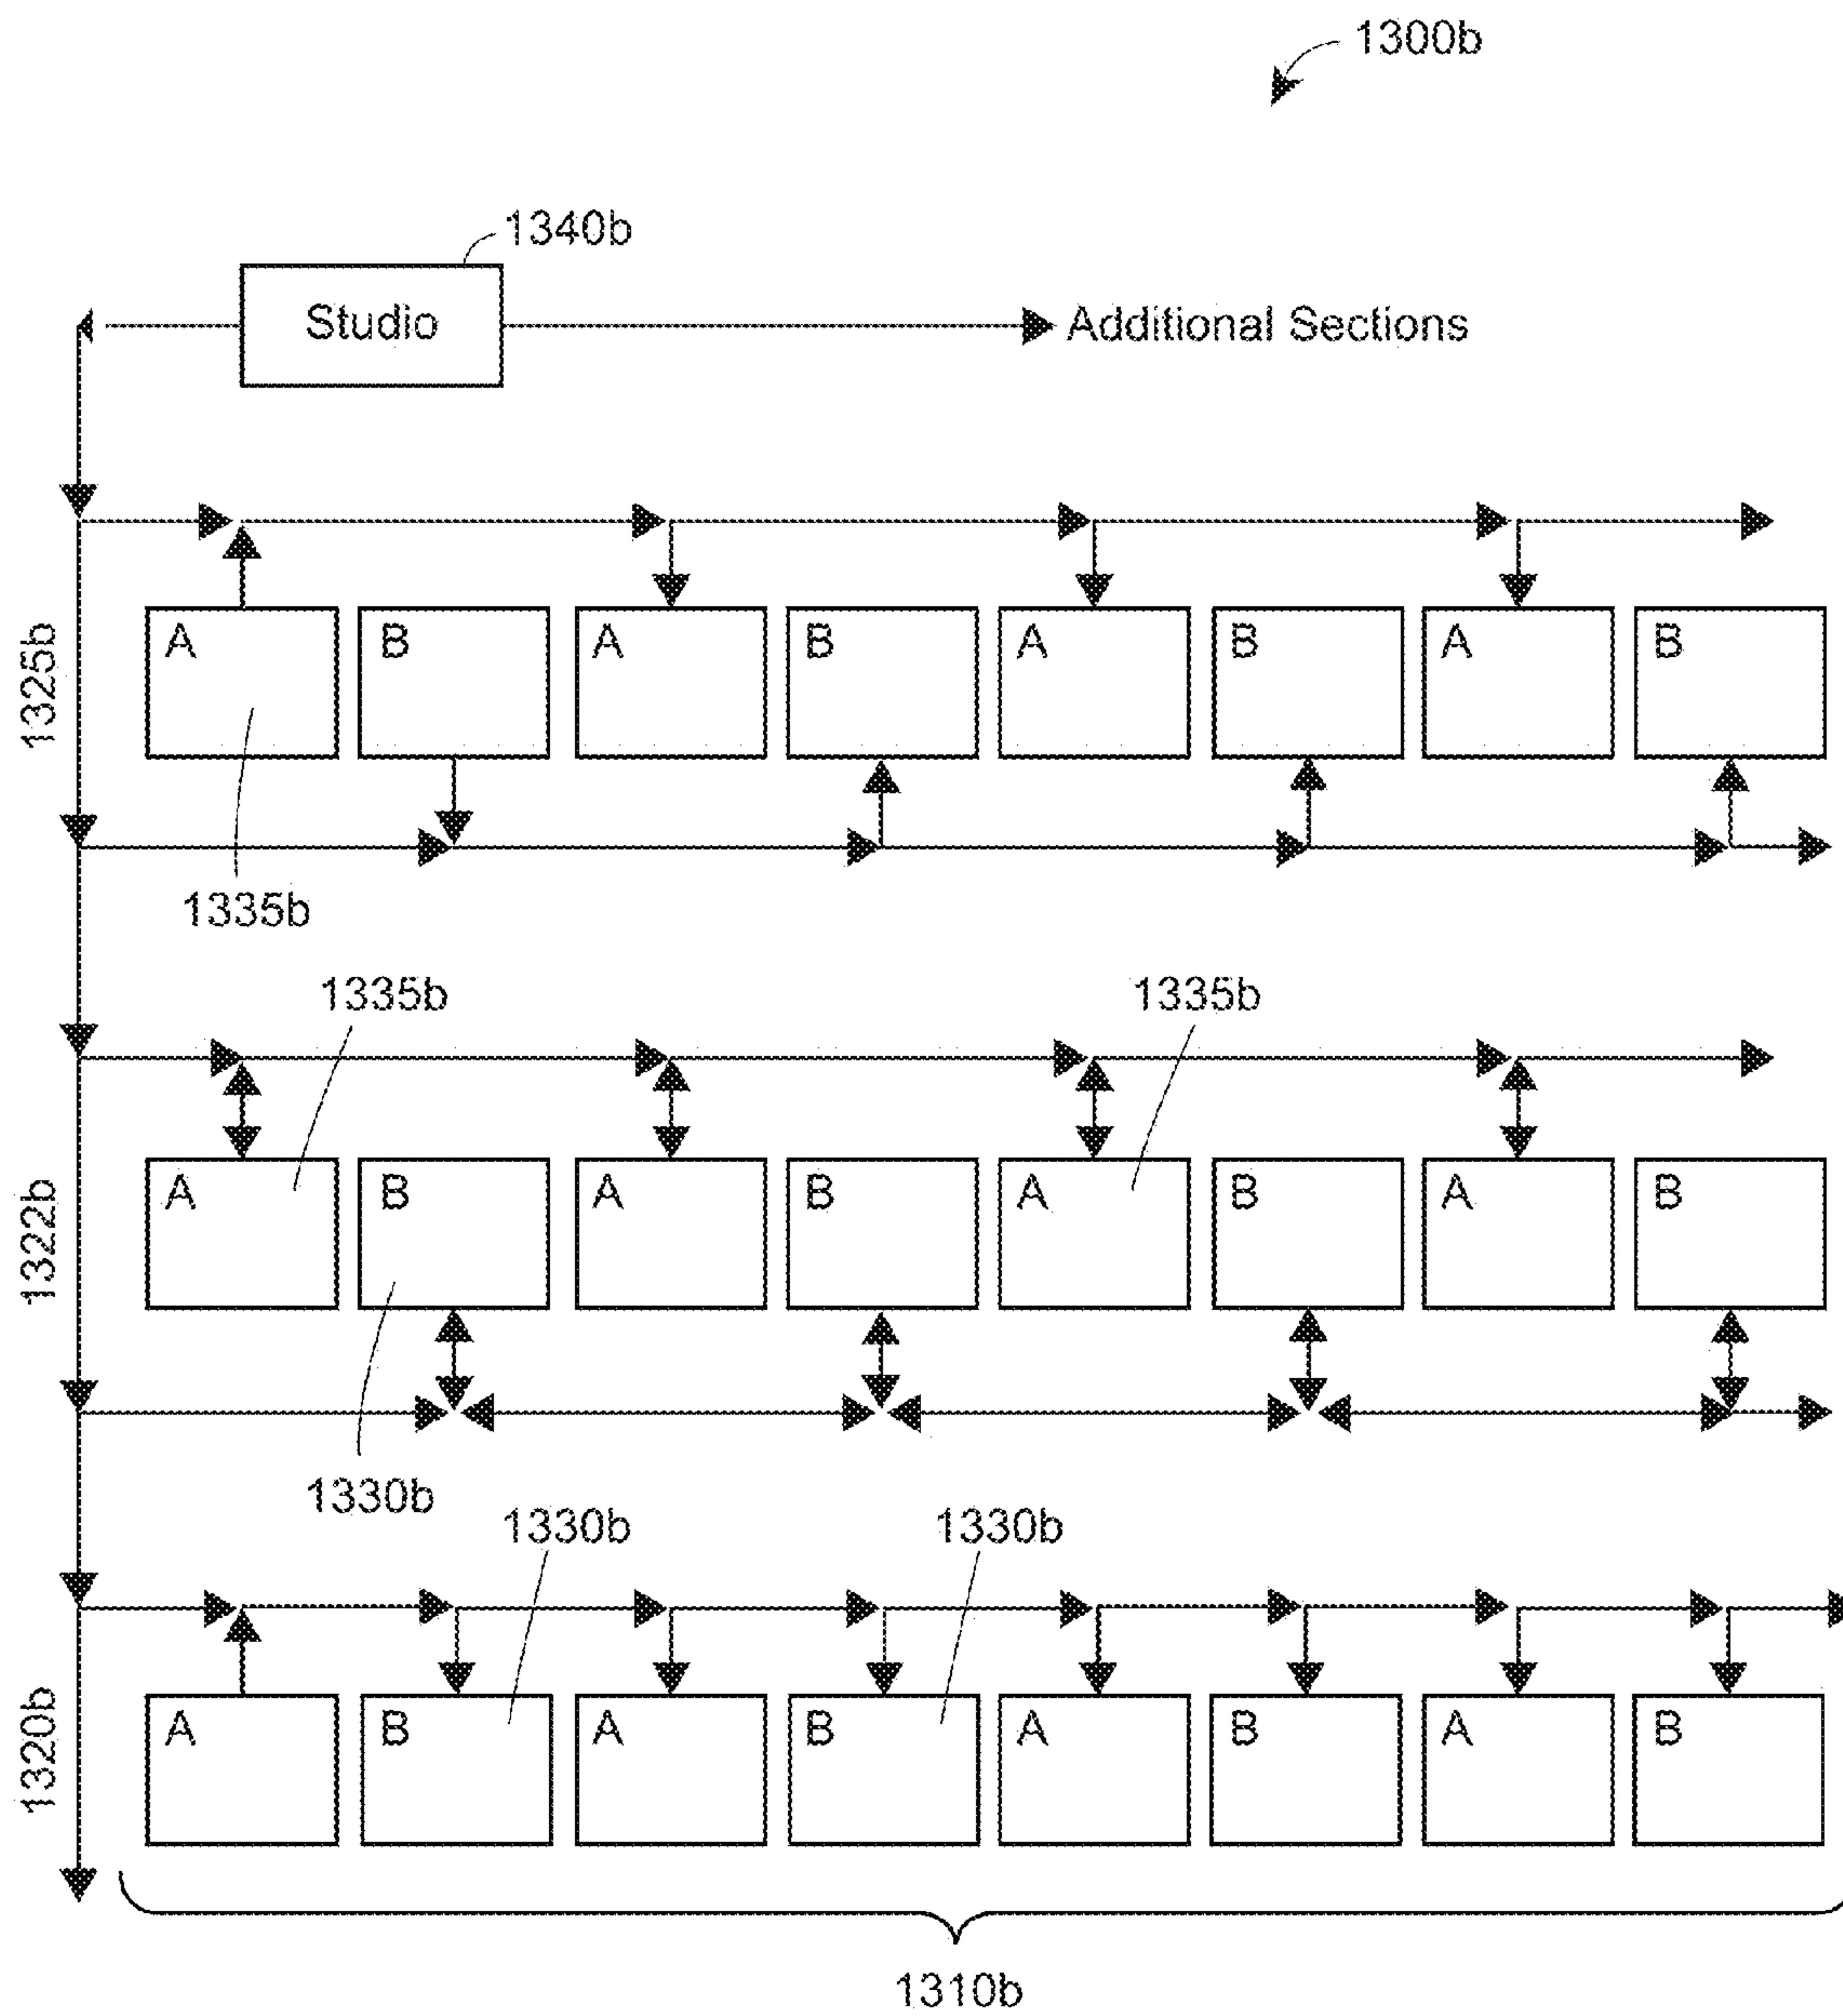 1300b
1340b
Studio
Additional Sections
1325b
A B A B A B A B
1335b
1335b 1335b
1322b
A B A B A B A B
1330b
1330b 1330b
1320b
A B A B A B A B
1310b